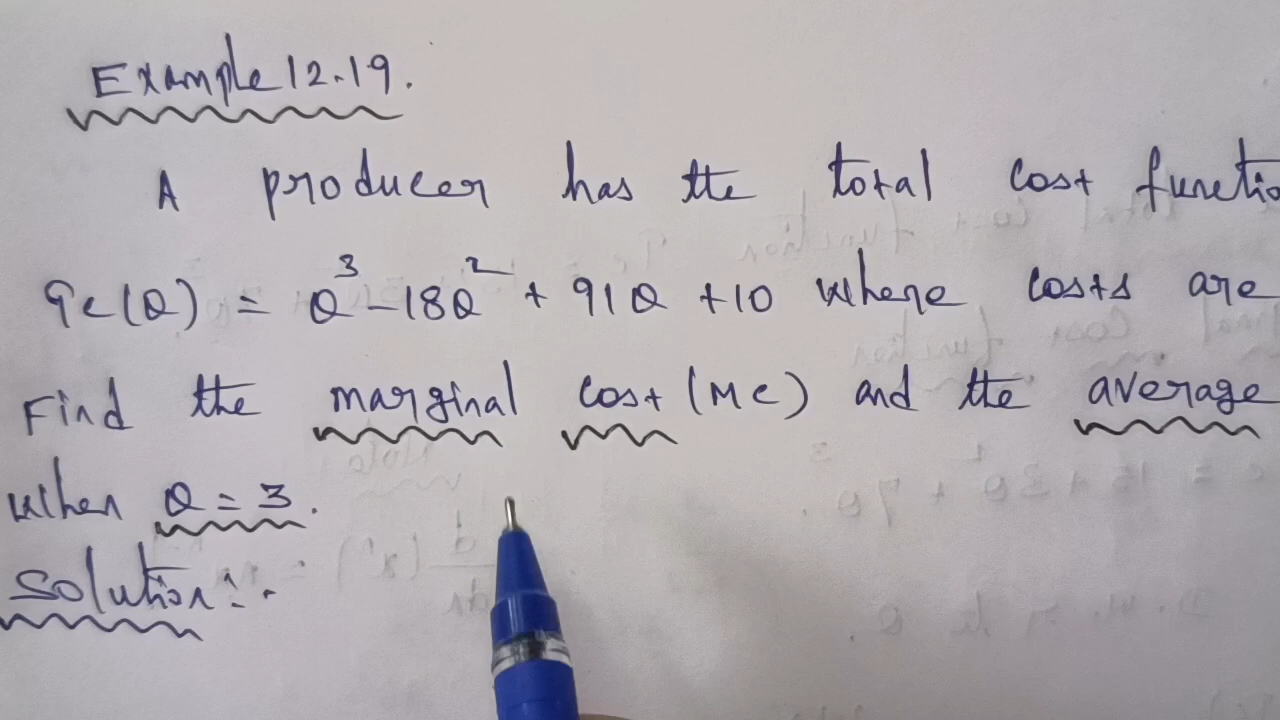 Example 12.19.
A producer has the total cost functio
Tc(Q) = Q³ - 18Q² + 91Q + 10 where costs are
Find the marginal cost (MC) and the average
when Q = 3.
Solution:-